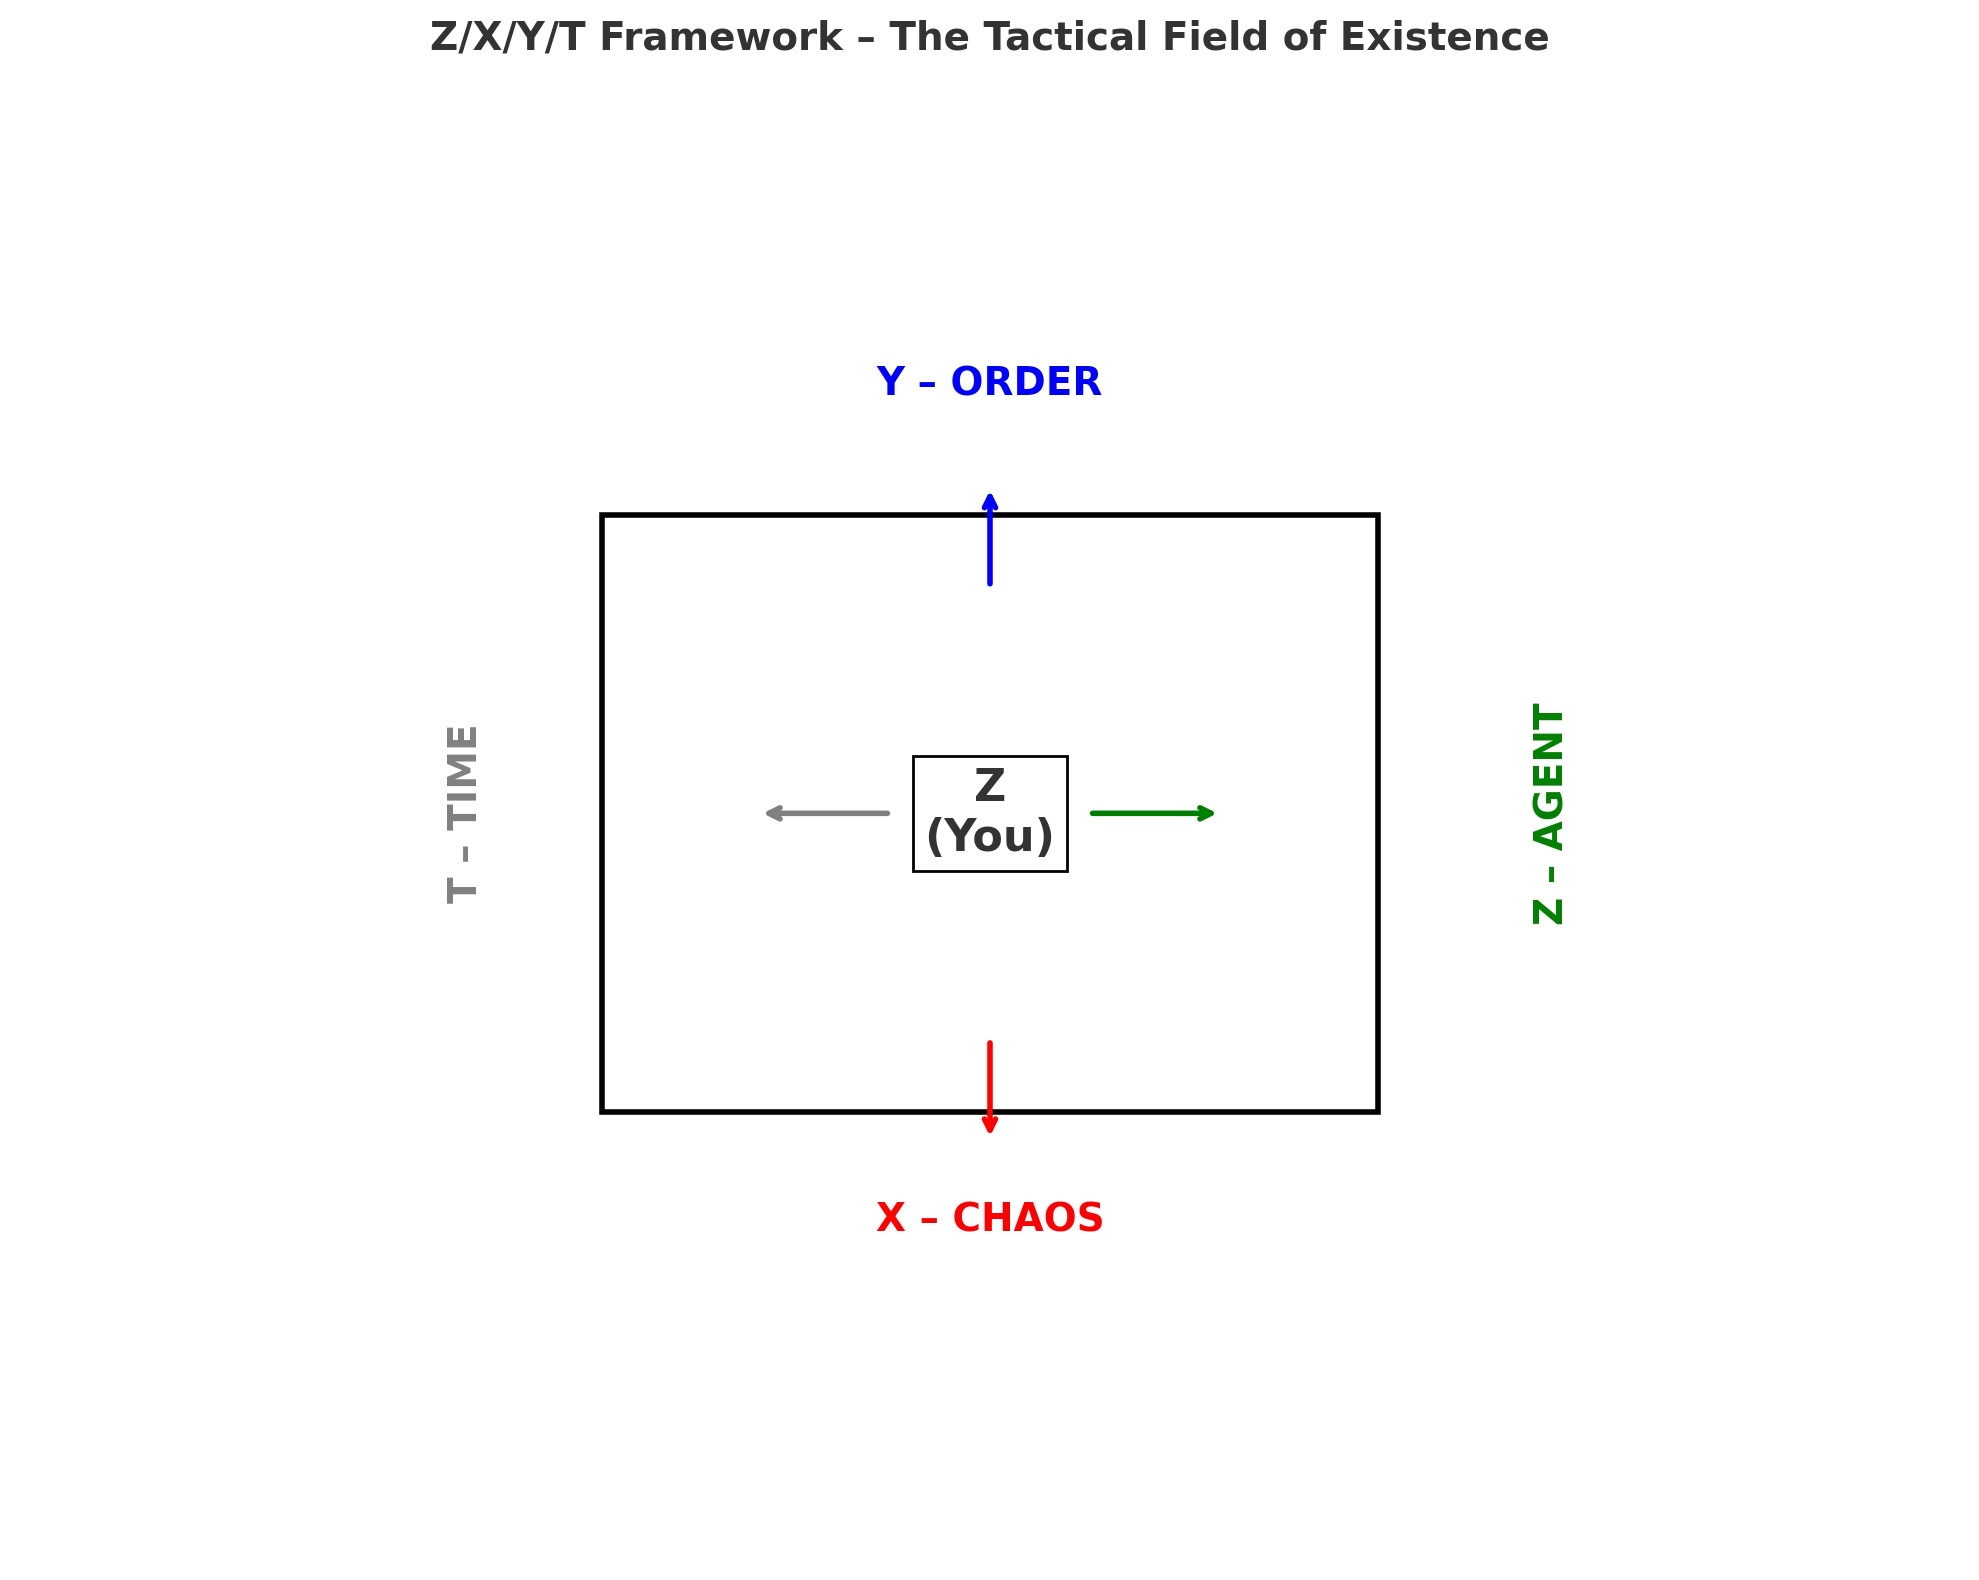 Z/X/Y/T Framework – The Tactical Field of Existence
Y – ORDER
T – TIME
Z
(You)
Z – AGENT
X – CHAOS